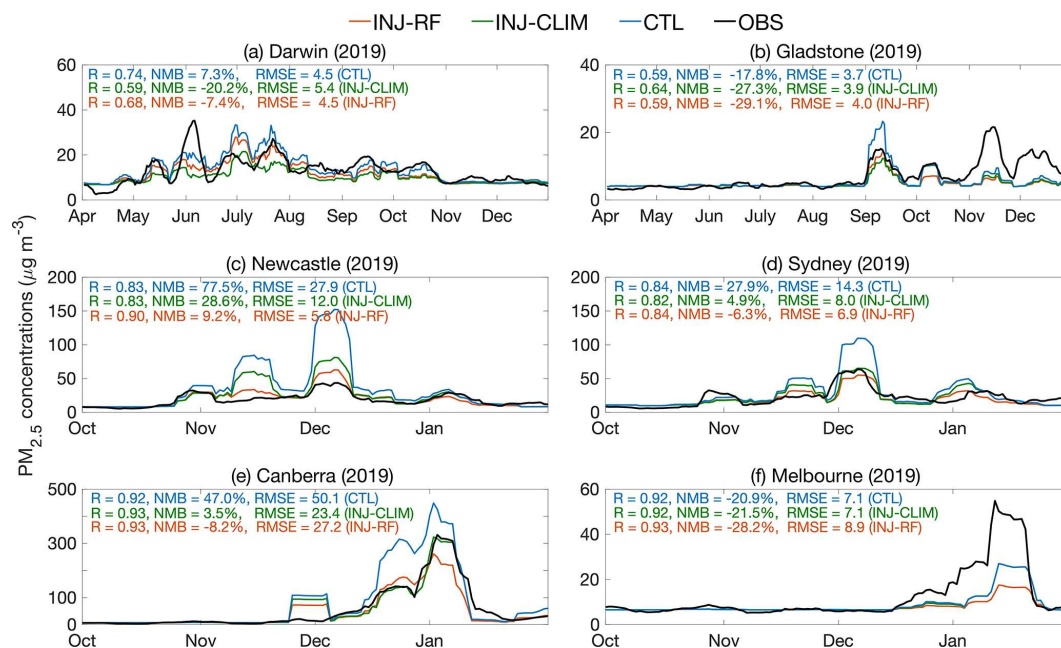 INJ-RF INJ-CLIM CTL OBS
(a) Darwin (2019)
60
40
20
0
R = 0.74, NMB = 7.3%, RMSE = 4.5 (CTL)
R = 0.59, NMB = -20.2%, RMSE = 5.4 (INJ-CLIM)
R = 0.68, NMB = -7.4%, RMSE = 4.5 (INJ-RF)
Apr May Jun July Aug Sep Oct Nov Dec
(b) Gladstone (2019)
40
20
0
R = 0.59, NMB = -17.8%, RMSE = 3.7 (CTL)
R = 0.64, NMB = -27.3%, RMSE = 3.9 (INJ-CLIM)
R = 0.59, NMB = -29.1%, RMSE = 4.0 (INJ-RF)
Apr May Jun July Aug Sep Oct Nov Dec
PM2.5 concentrations (μg m-3)
(c) Newcastle (2019)
200
150
100
50
0
R = 0.83, NMB = 77.5%, RMSE = 27.9 (CTL)
R = 0.83, NMB = 28.6%, RMSE = 12.0 (INJ-CLIM)
R = 0.90, NMB = 9.2%, RMSE = 5.8 (INJ-RF)
Oct Nov Dec Jan
(d) Sydney (2019)
200
150
100
50
0
R = 0.84, NMB = 27.9%, RMSE = 14.3 (CTL)
R = 0.82, NMB = 4.9%, RMSE = 8.0 (INJ-CLIM)
R = 0.84, NMB = -6.3%, RMSE = 6.9 (INJ-RF)
Oct Nov Dec Jan
(e) Canberra (2019)
500
300
100
0
R = 0.92, NMB = 47.0%, RMSE = 50.1 (CTL)
R = 0.93, NMB = 3.5%, RMSE = 23.4 (INJ-CLIM)
R = 0.93, NMB = -8.2%, RMSE = 27.2 (INJ-RF)
Oct Nov Dec Jan
(f) Melbourne (2019)
60
40
20
0
R = 0.92, NMB = -20.9%, RMSE = 7.1 (CTL)
R = 0.92, NMB = -21.5%, RMSE = 7.1 (INJ-CLIM)
R = 0.93, NMB = -28.2%, RMSE = 8.9 (INJ-RF)
Oct Nov Dec Jan